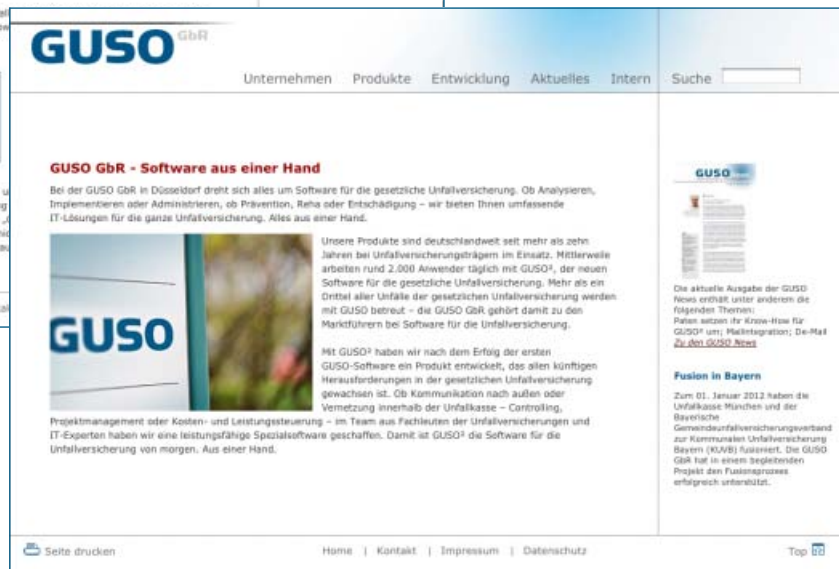 GUSO GbR
Unternehmen Produkte Entwicklung Aktuelles Intern Suche
GUSO GbR - Software aus einer Hand
Bei der GUSO GbR in Düsseldorf dreht sich alles um Software für die gesetzliche Unfallversicherung. Ob Analysieren,
Implementieren oder Administrieren, ob Prävention, Reha oder Entschädigung – wir bieten Ihnen umfassende
IT-Lösungen für die ganze Unfallversicherung. Alles aus einer Hand.
GUSO
Unsere Produkte sind deutschlandweit seit mehr als zehn
Jahren bei Unfallversicherungsträgern im Einsatz. Mittlerweile
arbeiten rund 2.000 Anwender täglich mit GUSO², der neuen
Software für die gesetzliche Unfallversicherung. Mehr als ein
Drittel aller Unfälle der gesetzlichen Unfallversicherung werden
mit GUSO betreut – die GUSO GbR gehört damit zu den
Marktführern bei Software für die Unfallversicherung.
Mit GUSO² haben wir nach dem Erfolg der ersten
GUSO-Software ein Produkt entwickelt, das allen künftigen
Herausforderungen in der gesetzlichen Unfallversicherung
gewachsen ist. Ob Kommunikation nach außen oder
Vernetzung innerhalb der Unfallkasse – Controlling,
Projektmanagement oder Kosten- und Leistungssteuerung – im Team aus Fachleuten der Unfallversicherungen und
IT-Experten haben wir eine leistungsfähige Spezialsoftware geschaffen. Damit ist GUSO² die Software für die
Unfallversicherung von morgen. Aus einer Hand.
GUSO
Die aktuelle Ausgabe der GUSO
News enthält unter anderem die
folgenden Themen:
Paten setzen ihr Know-How für
GUSO² um; Mailintegration; De-Mail
Zu den GUSO News
Fusion in Bayern
Zum 01. Januar 2012 haben die
Unfallkasse München und der
Bayerische
Gemeindeunfallversicherungsverband
zur Kommunalen Unfallversicherung
Bayern (KUVB) fusioniert. Die GUSO
GbR hat in einem begleitenden
Projekt den Fusionsprozess
erfolgreich unterstützt.
Seite drucken
Home | Kontakt | Impressum | Datenschutz
Top